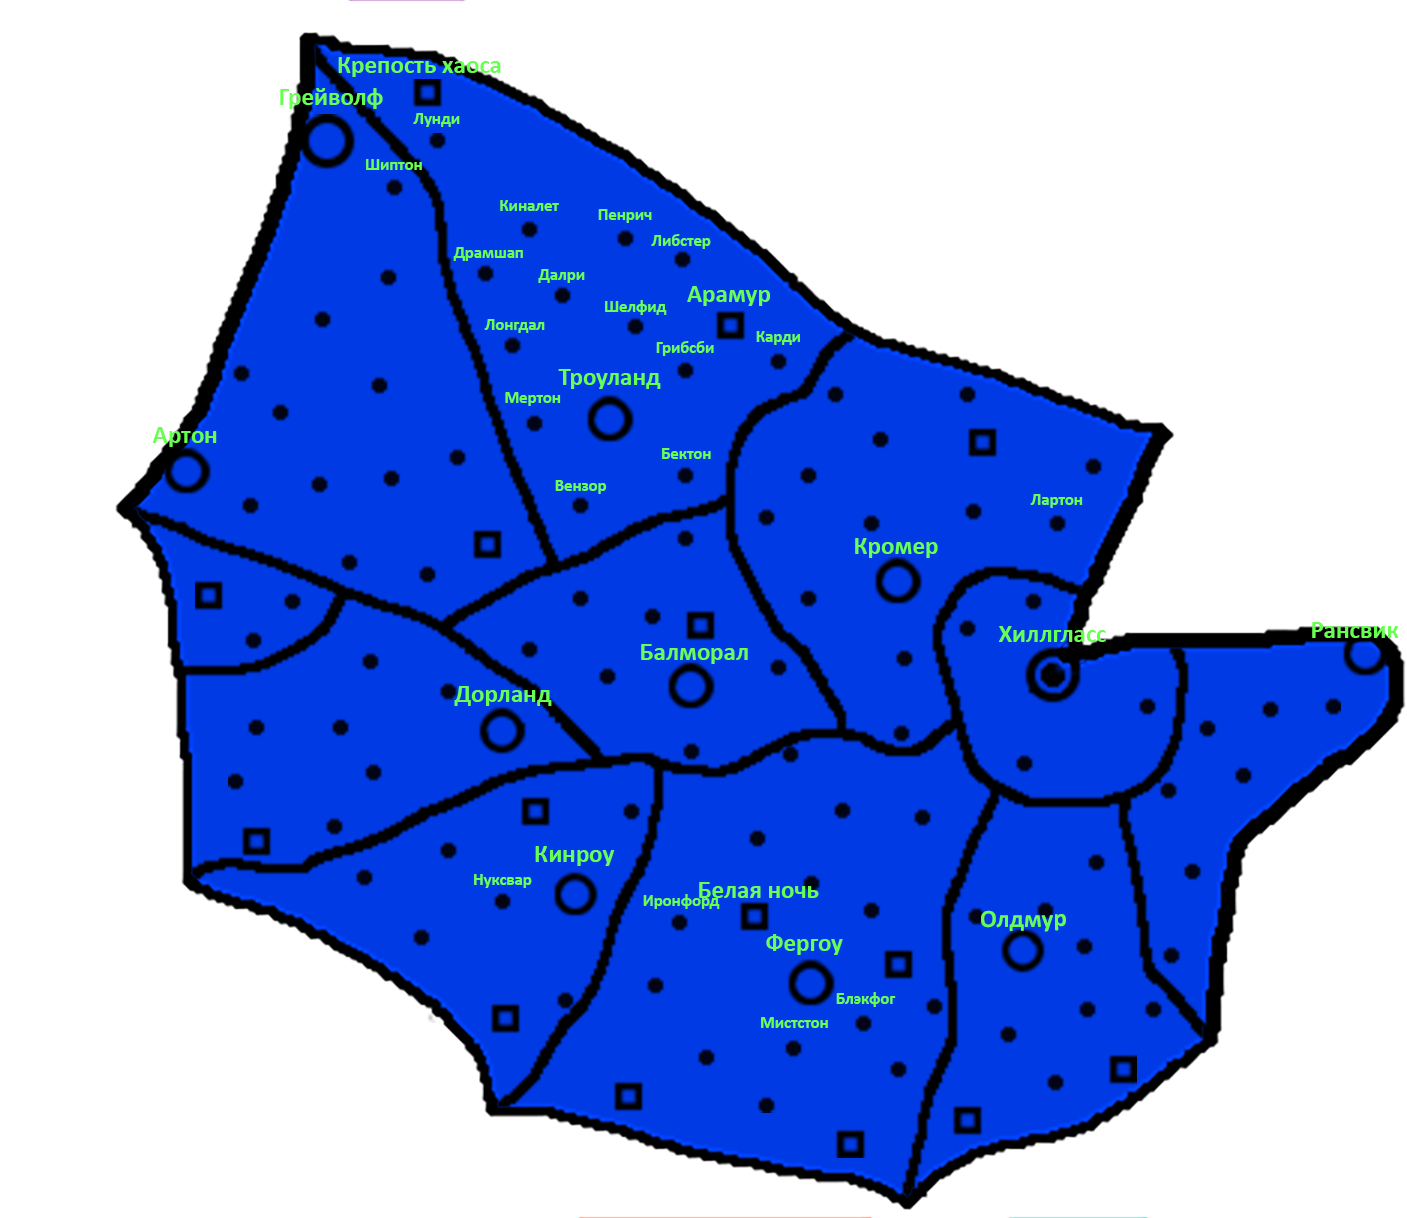 Крепость хаоса
Грейволф
Лунди
Шиптон
Киналет
Пенрич
Либстер
Драмшап
Далри
Арамур
Шелфид
Лонгдал
Карди
Грибсби
Троуланд
Мертон
Артон
Бектон
Вензор
Лартон
Кромер
Рансвик
Хиллгласс
Балморал
Дорланд
Кинроу
Нуксвар
Белая ночь
Иронфорд
Олдмур
Фергоу
Блэкфог
Мистстон